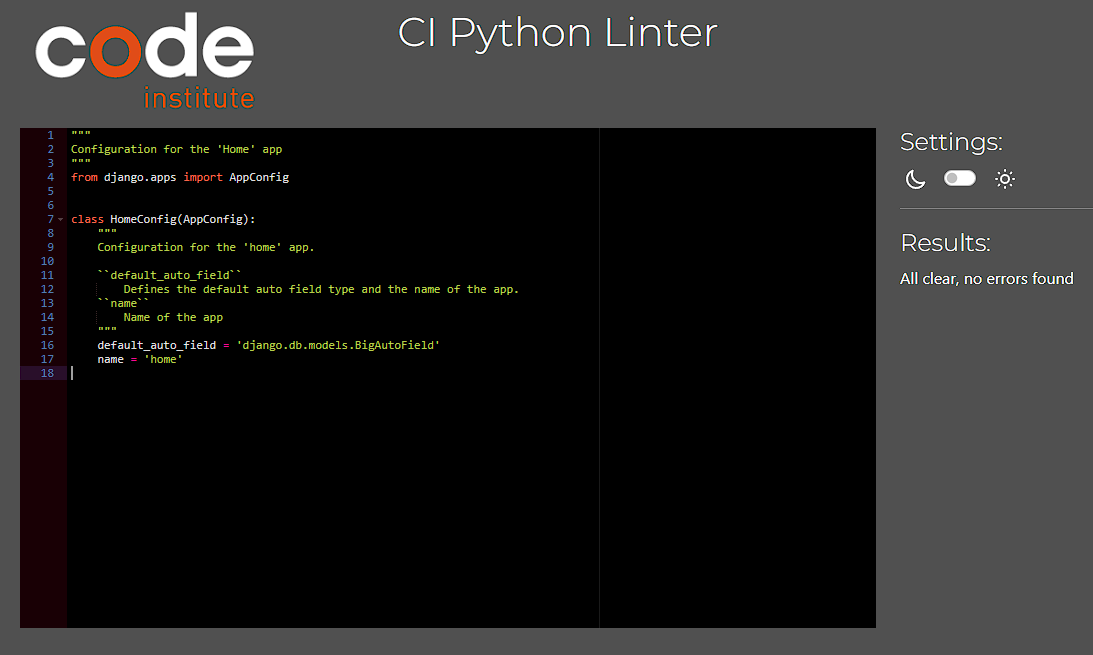 code
institute
CI Python Linter
1 """
2 Configuration for the 'Home' app
3 """
4 from django.apps import AppConfig
5
6
7 class HomeConfig(AppConfig):
8     """
9     Configuration for the 'home' app.
10
11     ``default_auto_field``
12         Defines the default auto field type and the name of the app.
13     ``name``
14         Name of the app
15     """
16     default_auto_field = 'django.db.models.BigAutoField'
17     name = 'home'
18
Settings:
Results:
All clear, no errors found